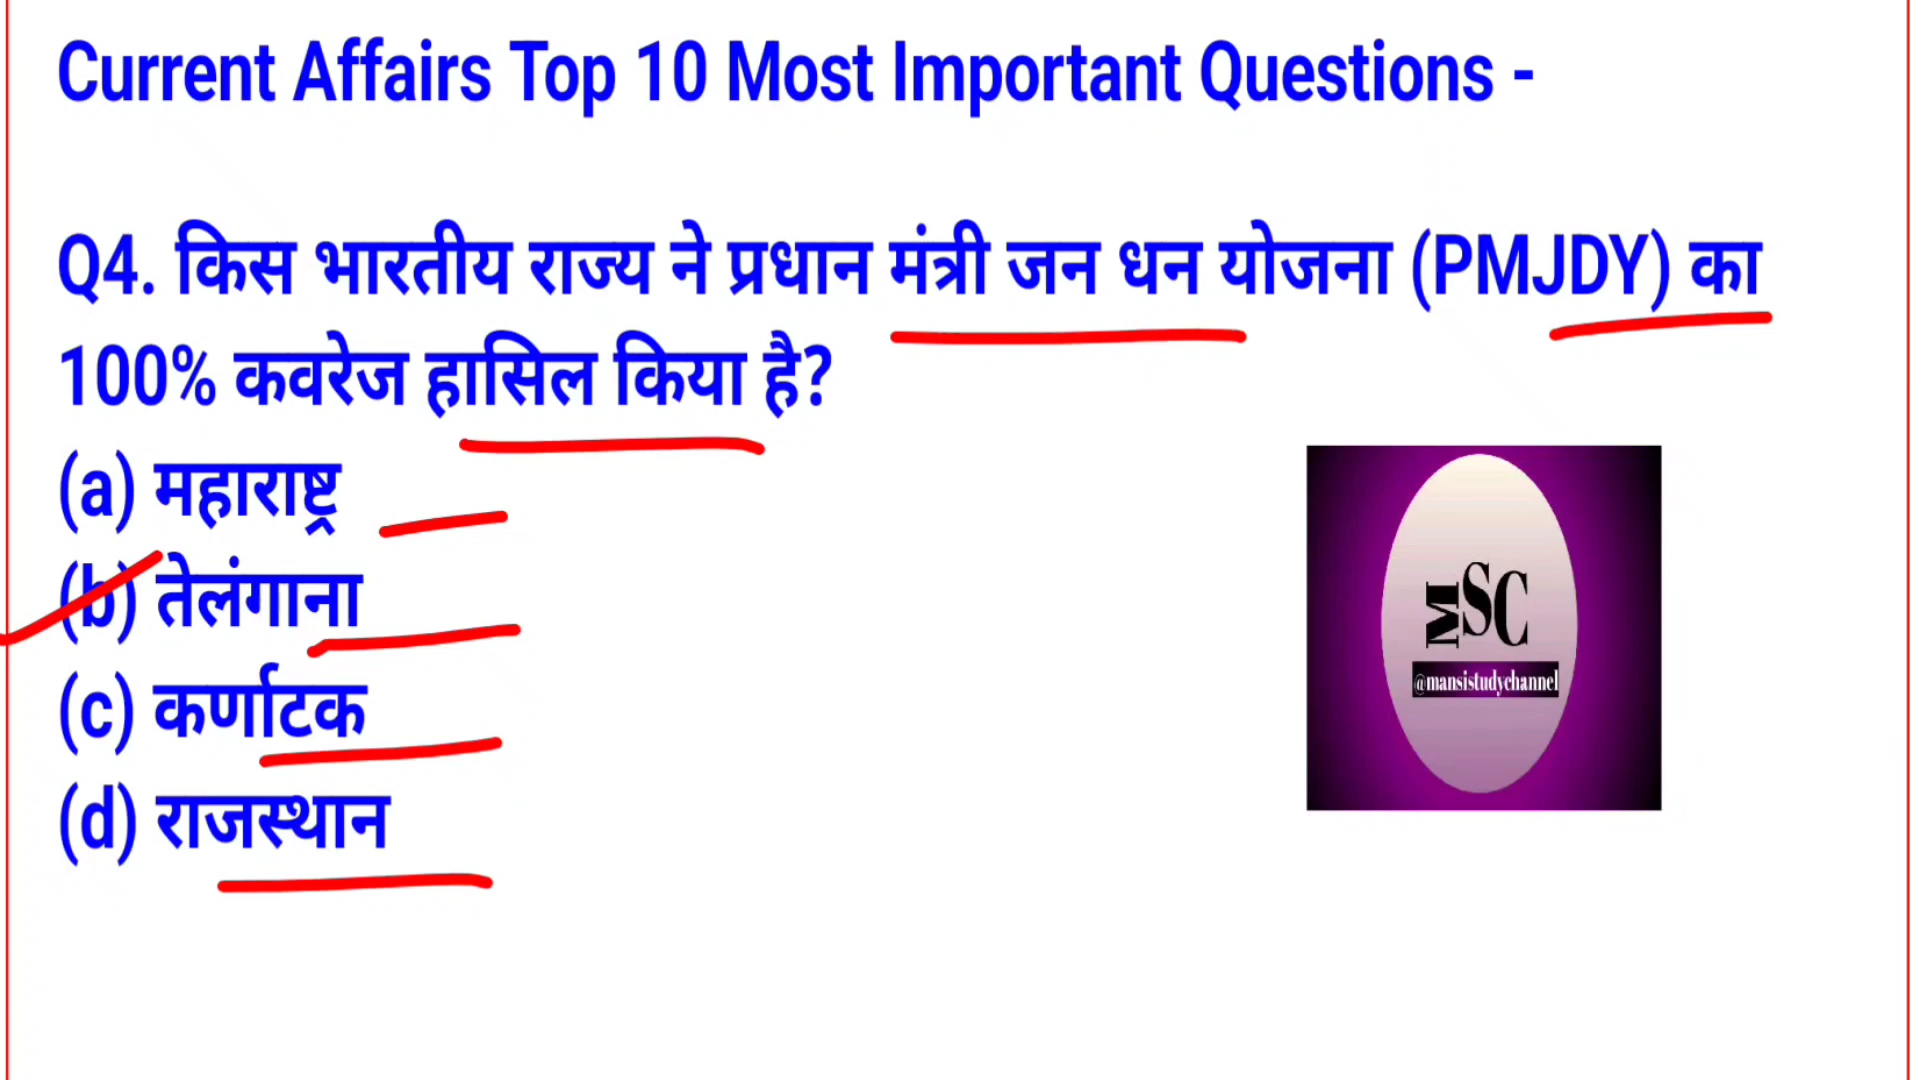 Current Affairs Top 10 Most Important Questions -
Q4. किस भारतीय राज्य ने प्रधान मंत्री जन धन योजना (PMJDY) का
100% कवरेज हासिल किया है?
(a) महाराष्ट्र
(b) तेलंगाना
(c) कर्णाटक
(d) राजस्थान
MSC
@mansistudychannel